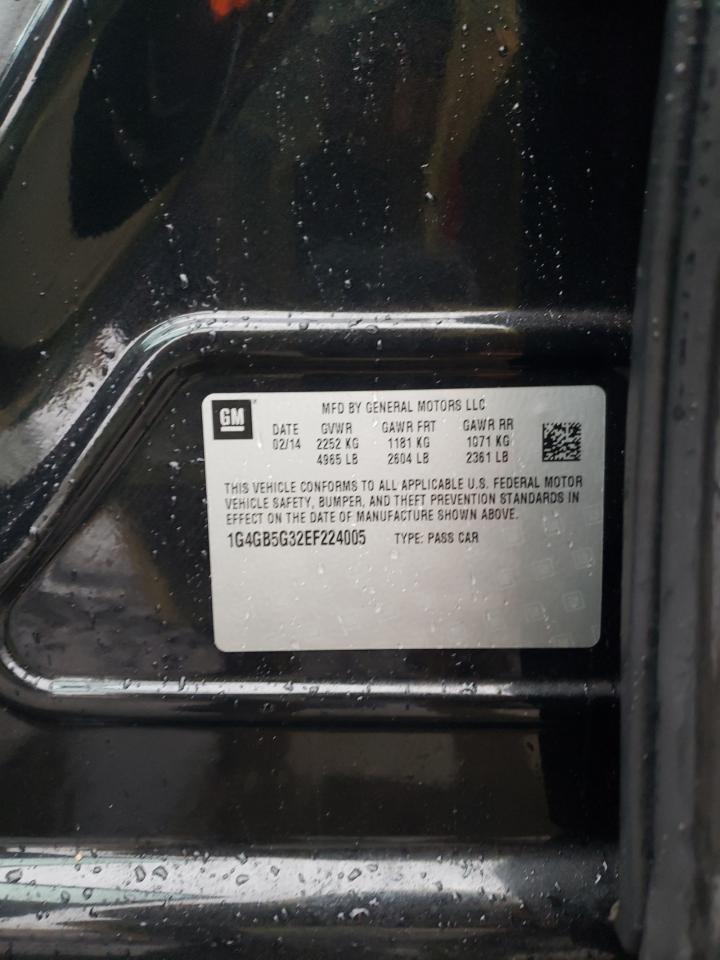 GM
MFD BY GENERAL MOTORS LLC
DATE GVWR GAWR FRT GAWR RR
02/14 2252 KG 1181 KG 1071 KG
4965 LB 2604 LB 2361 LB
THIS VEHICLE CONFORMS TO ALL APPLICABLE U.S. FEDERAL MOTOR
VEHICLE SAFETY, BUMPER, AND THEFT PREVENTION STANDARDS IN
EFFECT ON THE DATE OF MANUFACTURE SHOWN ABOVE.
1G4GB5G32EF224005 TYPE: PASS CAR